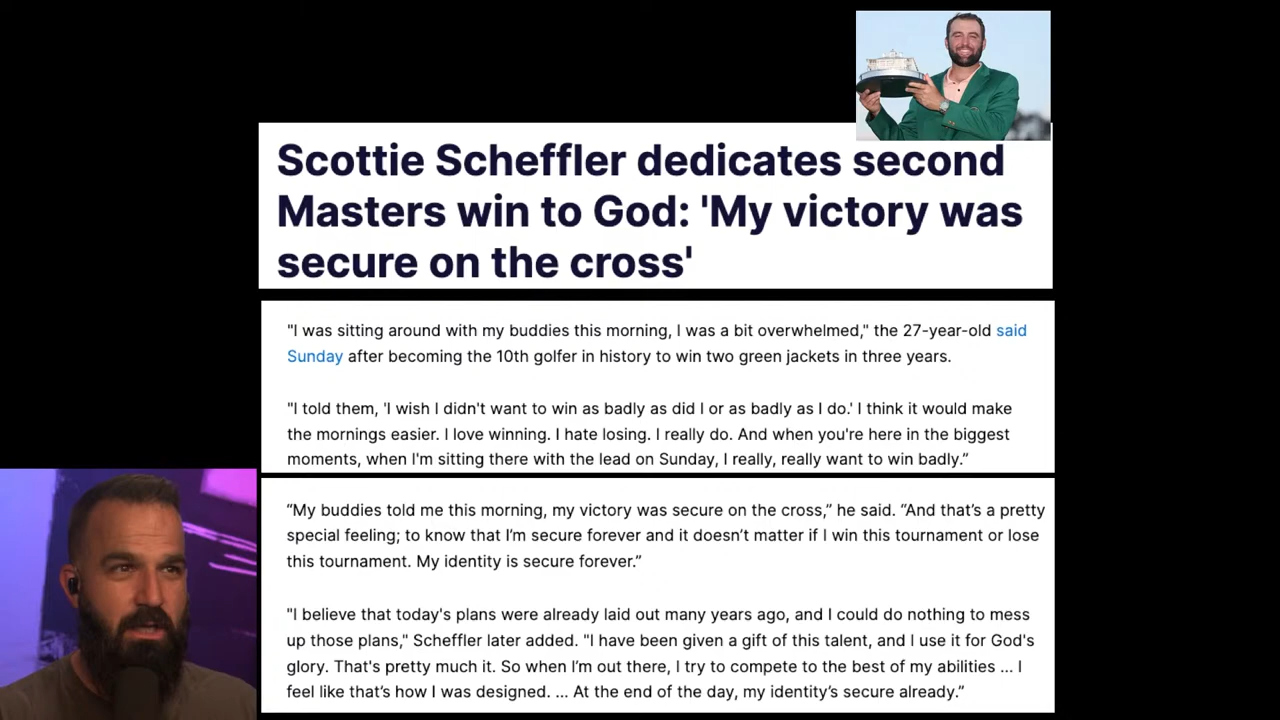 Scottie Scheffler dedicates second
Masters win to God: 'My victory was
secure on the cross'
"I was sitting around with my buddies this morning, I was a bit overwhelmed," the 27-year-old said
Sunday after becoming the 10th golfer in history to win two green jackets in three years.
"I told them, 'I wish I didn't want to win as badly as did I or as badly as I do.' I think it would make
the mornings easier. I love winning. I hate losing. I really do. And when you're here in the biggest
moments, when I'm sitting there with the lead on Sunday, I really, really want to win badly.”
“My buddies told me this morning, my victory was secure on the cross,” he said. “And that’s a pretty
special feeling; to know that I’m secure forever and it doesn’t matter if I win this tournament or lose
this tournament. My identity is secure forever.”
"I believe that today's plans were already laid out many years ago, and I could do nothing to mess
up those plans," Scheffler later added. "I have been given a gift of this talent, and I use it for God's
glory. That's pretty much it. So when I’m out there, I try to compete to the best of my abilities ... I
feel like that’s how I was designed. ... At the end of the day, my identity’s secure already.”